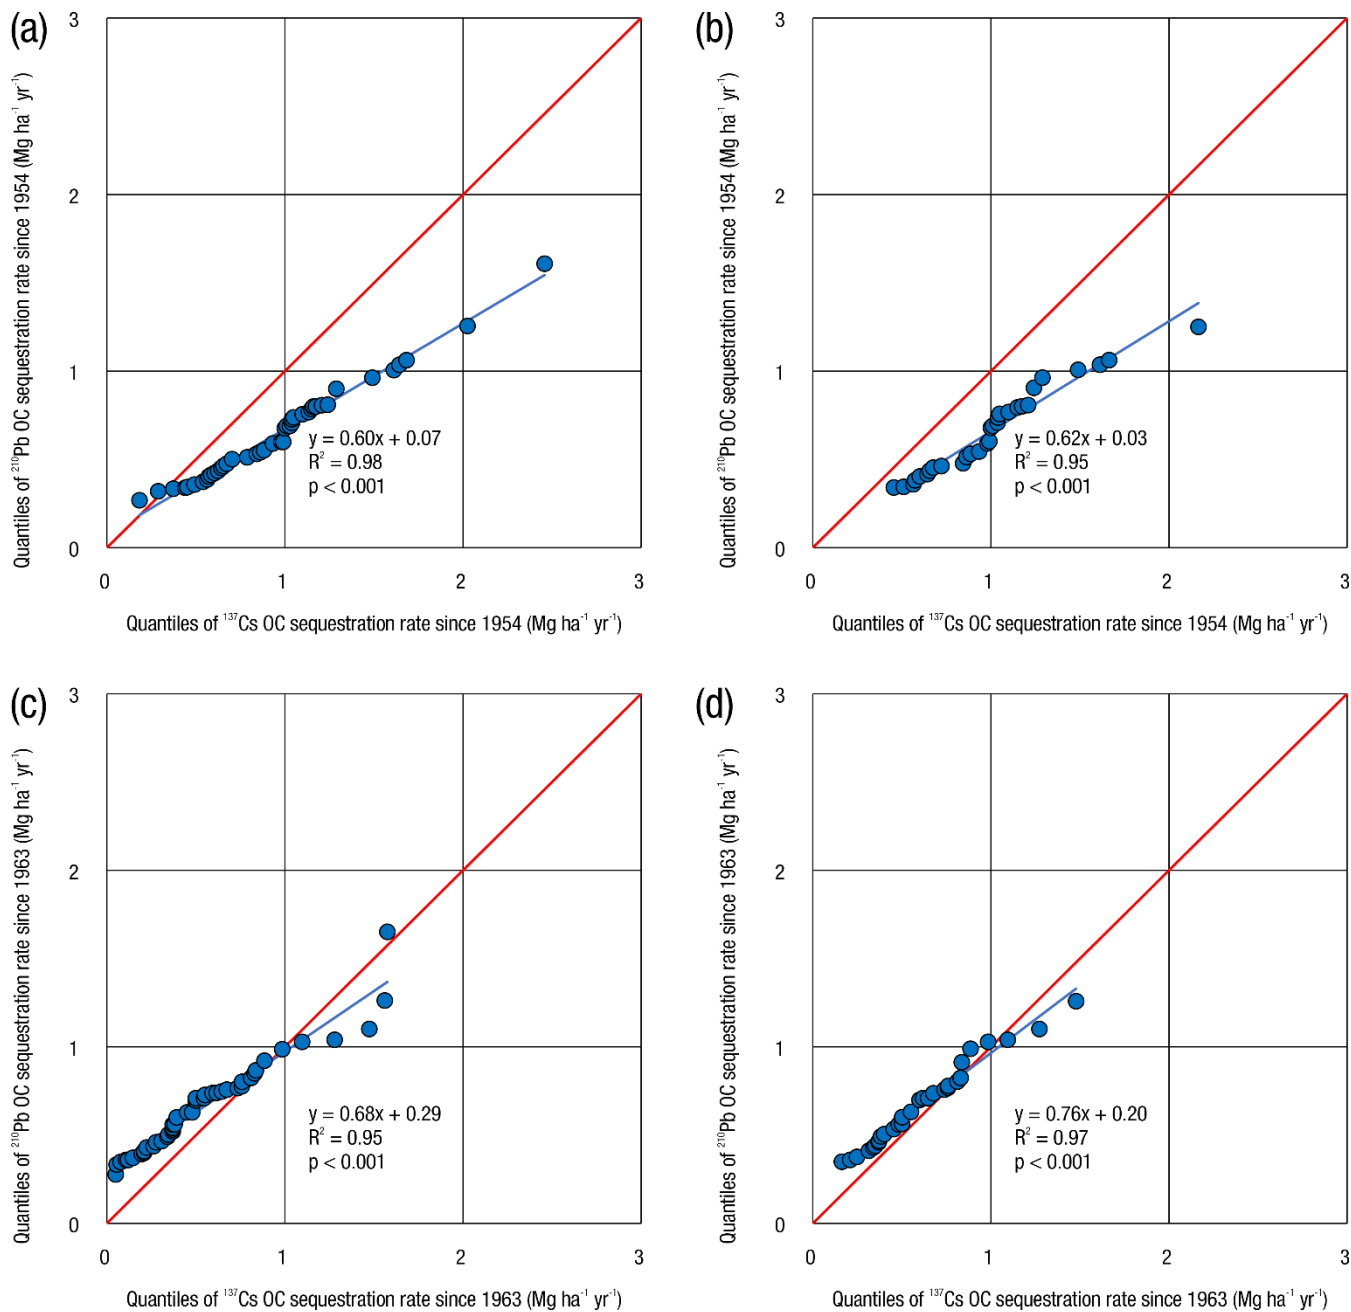 (a)
Quantiles of ²¹⁰Pb OC sequestration rate since 1954 (Mg ha⁻¹ yr⁻¹)
3
2
1
0
y = 0.60x + 0.07
R² = 0.98
p < 0.001
0 1 2 3
Quantiles of ¹³⁷Cs OC sequestration rate since 1954 (Mg ha⁻¹ yr⁻¹)
(b)
Quantiles of ²¹⁰Pb OC sequestration rate since 1954 (Mg ha⁻¹ yr⁻¹)
3
2
1
0
y = 0.62x + 0.03
R² = 0.95
p < 0.001
0 1 2 3
Quantiles of ¹³⁷Cs OC sequestration rate since 1954 (Mg ha⁻¹ yr⁻¹)
(c)
Quantiles of ²¹⁰Pb OC sequestration rate since 1963 (Mg ha⁻¹ yr⁻¹)
3
2
1
0
y = 0.68x + 0.29
R² = 0.95
p < 0.001
0 1 2 3
Quantiles of ¹³⁷Cs OC sequestration rate since 1963 (Mg ha⁻¹ yr⁻¹)
(d)
Quantiles of ²¹⁰Pb OC sequestration rate since 1963 (Mg ha⁻¹ yr⁻¹)
3
2
1
0
y = 0.76x + 0.20
R² = 0.97
p < 0.001
0 1 2 3
Quantiles of ¹³⁷Cs OC sequestration rate since 1963 (Mg ha⁻¹ yr⁻¹)